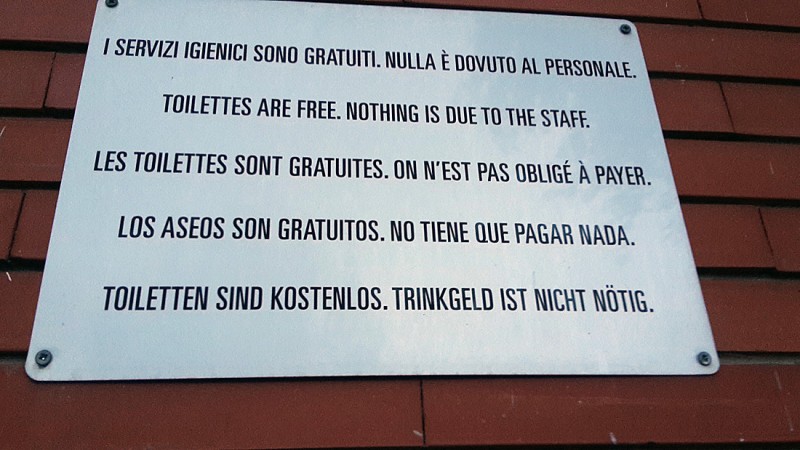 I SERVIZI IGIENICI SONO GRATUITI. NULLA È DOVUTO AL PERSONALE.
TOILETTES ARE FREE. NOTHING IS DUE TO THE STAFF.
LES TOILETTES SONT GRATUITES. ON N'EST PAS OBLIGÉ À PAYER.
LOS ASEOS SON GRATUITOS. NO TIENE QUE PAGAR NADA.
TOILETTEN SIND KOSTENLOS. TRINKGELD IST NICHT NÖTIG.